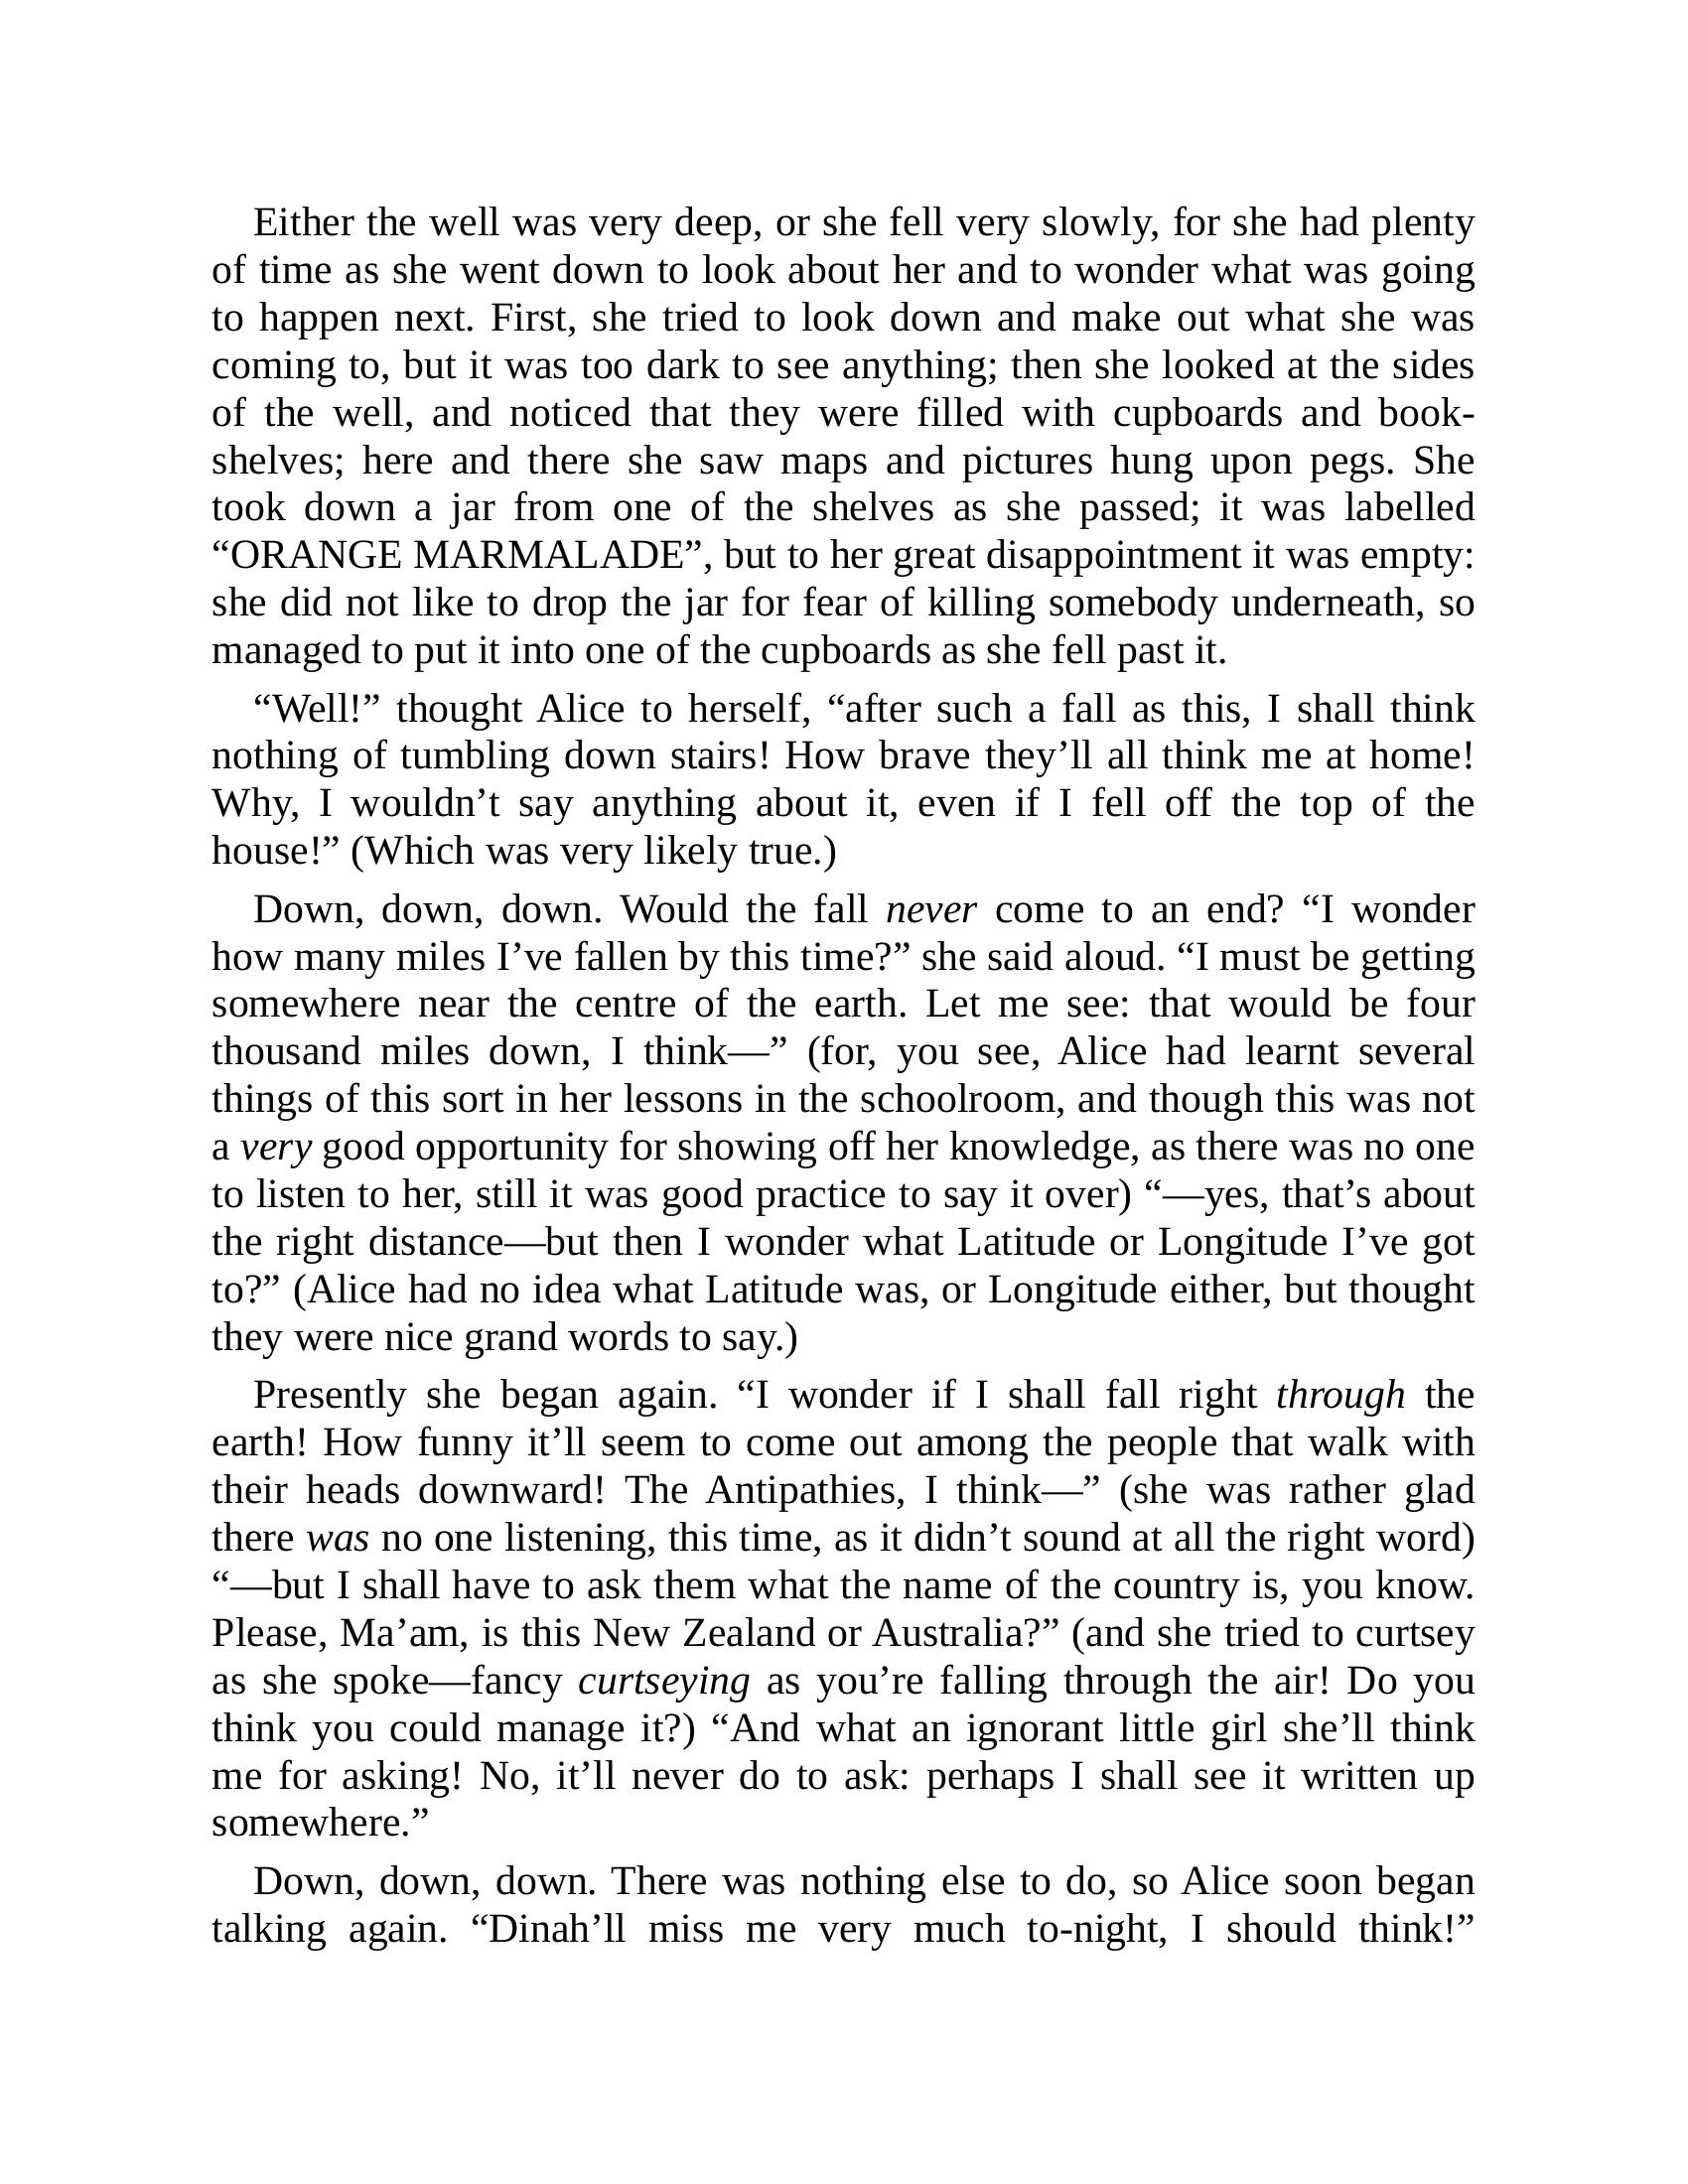 Either the well was very deep, or she fell very slowly, for she had plenty
of time as she went down to look about her and to wonder what was going
to happen next. First, she tried to look down and make out what she was
coming to, but it was too dark to see anything; then she looked at the sides
of the well, and noticed that they were filled with cupboards and book-
shelves; here and there she saw maps and pictures hung upon pegs. She
took down a jar from one of the shelves as she passed; it was labelled
“ORANGE MARMALADE”, but to her great disappointment it was empty:
she did not like to drop the jar for fear of killing somebody underneath, so
managed to put it into one of the cupboards as she fell past it.
“Well!” thought Alice to herself, “after such a fall as this, I shall think
nothing of tumbling down stairs! How brave they’ll all think me at home!
Why, I wouldn’t say anything about it, even if I fell off the top of the
house!” (Which was very likely true.)
Down, down, down. Would the fall never come to an end? “I wonder
how many miles I’ve fallen by this time?” she said aloud. “I must be getting
somewhere near the centre of the earth. Let me see: that would be four
thousand miles down, I think—” (for, you see, Alice had learnt several
things of this sort in her lessons in the schoolroom, and though this was not
a very good opportunity for showing off her knowledge, as there was no one
to listen to her, still it was good practice to say it over) “—yes, that’s about
the right distance—but then I wonder what Latitude or Longitude I’ve got
to?” (Alice had no idea what Latitude was, or Longitude either, but thought
they were nice grand words to say.)
Presently she began again. “I wonder if I shall fall right through the
earth! How funny it’ll seem to come out among the people that walk with
their heads downward! The Antipathies, I think—” (she was rather glad
there was no one listening, this time, as it didn’t sound at all the right word)
“—but I shall have to ask them what the name of the country is, you know.
Please, Ma’am, is this New Zealand or Australia?” (and she tried to curtsey
as she spoke—fancy curtseying as you’re falling through the air! Do you
think you could manage it?) “And what an ignorant little girl she’ll think
me for asking! No, it’ll never do to ask: perhaps I shall see it written up
somewhere.”
Down, down, down. There was nothing else to do, so Alice soon began
talking again. “Dinah’ll miss me very much to-night, I should think!”